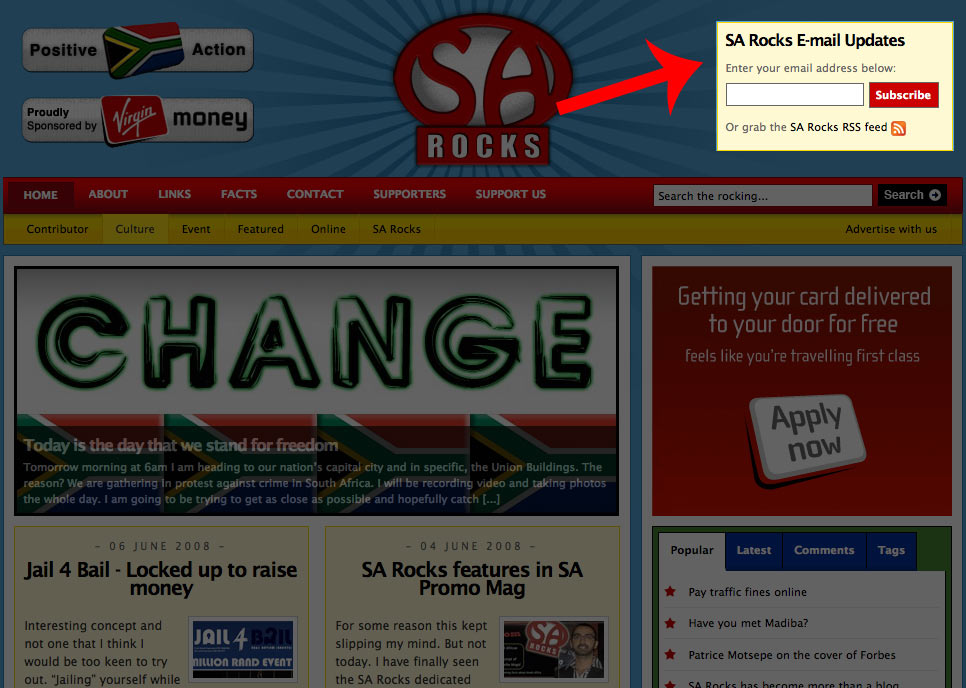 Positive Action
Proudly
Sponsored by
Virgin money
SA
ROCKS
SA Rocks E-mail Updates
Enter your email address below:
Subscribe
Or grab the SA Rocks RSS feed
HOME ABOUT LINKS FACTS CONTACT SUPPORTERS SUPPORT US
Search the rocking... Search
Contributor Culture Event Featured Online SA Rocks Advertise with us
CHANGE
Today is the day that we stand for freedom
Tomorrow morning at 6am I am heading to our nation's capital city and in specific, the Union Buildings. The
reason? We are gathering in protest against crime in South Africa. I will be recording video and taking photos
the whole day. I am going to be trying to get as close as possible and hopefully catch [...]
Getting your card delivered
to your door for free
feels like you're travelling first class
Apply
now
– 06 JUNE 2008 –
Jail 4 Bail - Locked up to raise
money
Interesting concept and
not one that I think I
would be too keen to try
out. "Jailing" yourself while
JAIL 4 BAIL
MILLION RAND EVENT
– 04 JUNE 2008 –
SA Rocks features in SA
Promo Mag
For some reason this kept
slipping my mind. But not
today. I have finally seen
the SA Rocks dedicated
SA
ROCKS
Popular Latest Comments Tags
Pay traffic fines online
Have you met Madiba?
Patrice Motsepe on the cover of Forbes
SA Rocks has become more than a blog